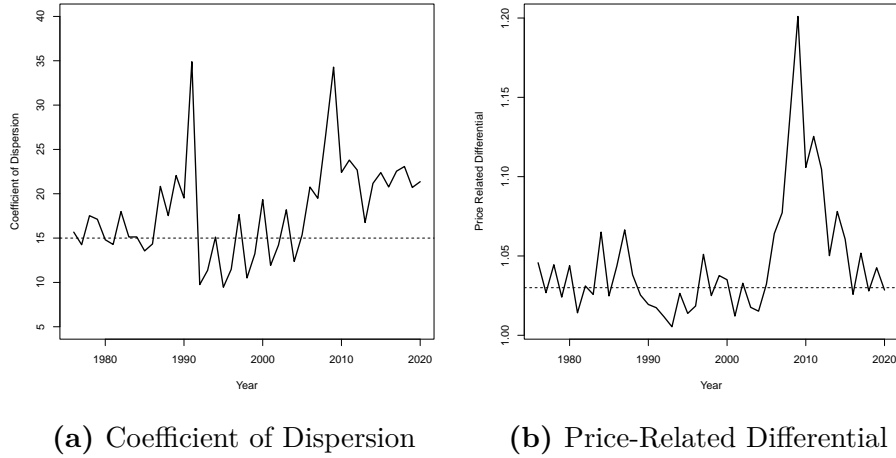 40
35
30
25
20
15
10
5
Coefficient of Dispersion
1980 1990 2000 2010 2020
Year
(a) Coefficient of Dispersion
1.20
1.15
1.10
1.05
1.00
Price Related Differential
1980 1990 2000 2010 2020
Year
(b) Price-Related Differential